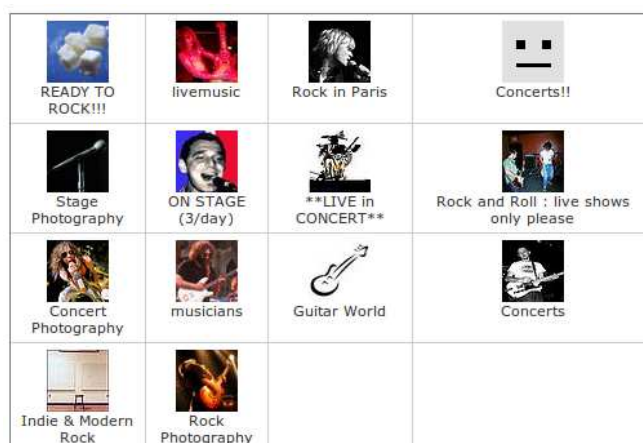 READY TO
ROCK!!!
livemusic
Rock in Paris
Concerts!!
Stage
Photography
ON STAGE
(3/day)
**LIVE in
CONCERT**
Rock and Roll : live shows
only please
Concert
Photography
musicians
Guitar World
Concerts
Indie & Modern
Rock
Rock
Photography